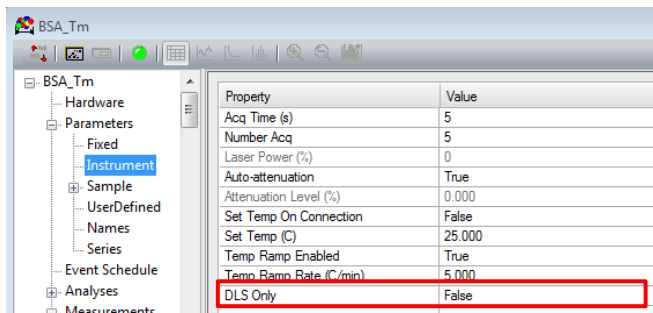 BSA_Tm
BSA_Tm
Hardware
Parameters
Fixed
Instrument
Sample
UserDefined
Names
Series
Event Schedule
Analyses
Measurements
Property Value
Acq Time (s) 5
Number Acq 5
Laser Power (%) 0
Auto-attenuation True
Attenuation Level (%) 0.000
Set Temp On Connection False
Set Temp (C) 25.000
Temp Ramp Enabled True
Temp Ramp Rate (C/min) 5.000
DLS Only False